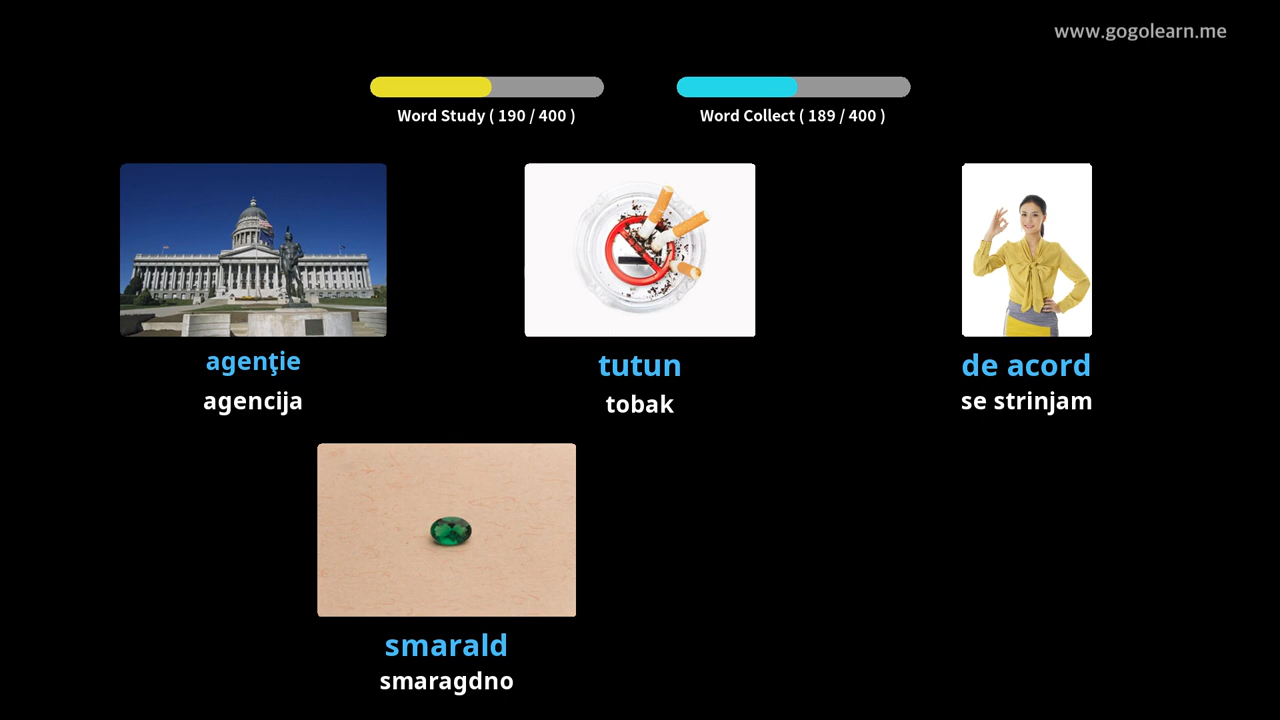 www.gogolearn.me
Word Study ( 190 / 400 )
Word Collect ( 189 / 400 )
agenţie
agencija
tutun
tobak
de acord
se strinjam
smarald
smaragdno